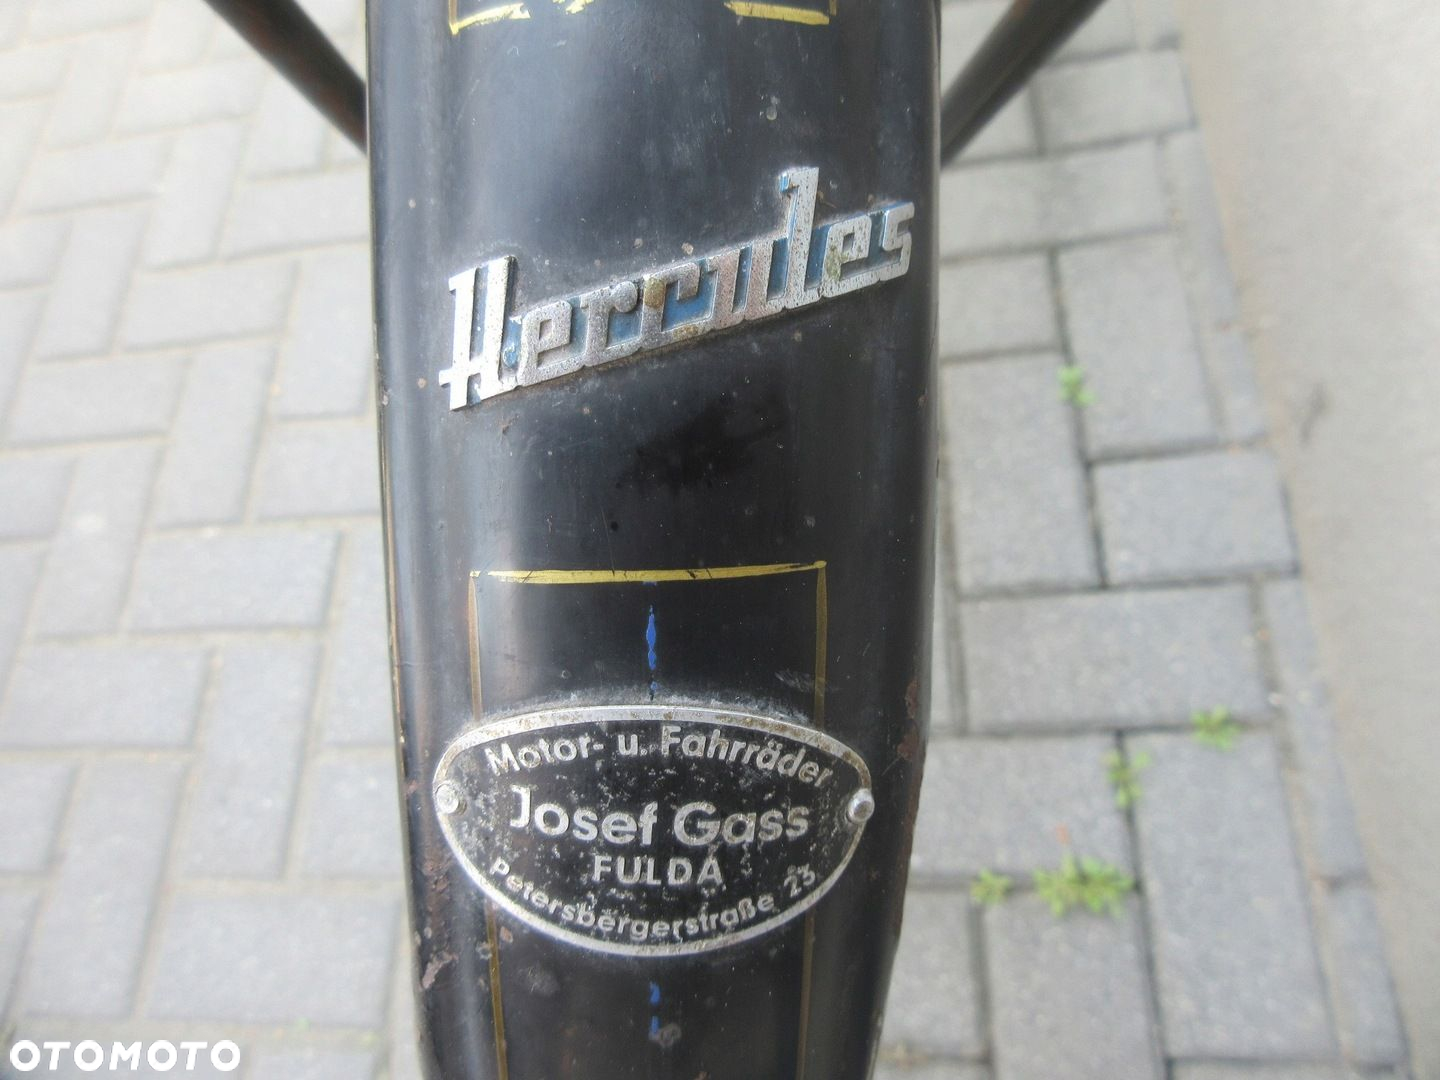 Hercules
Motor- u. Fahrräder
Josef Gass
FULDA
Petersbergerstraße 23
OTOMOTO